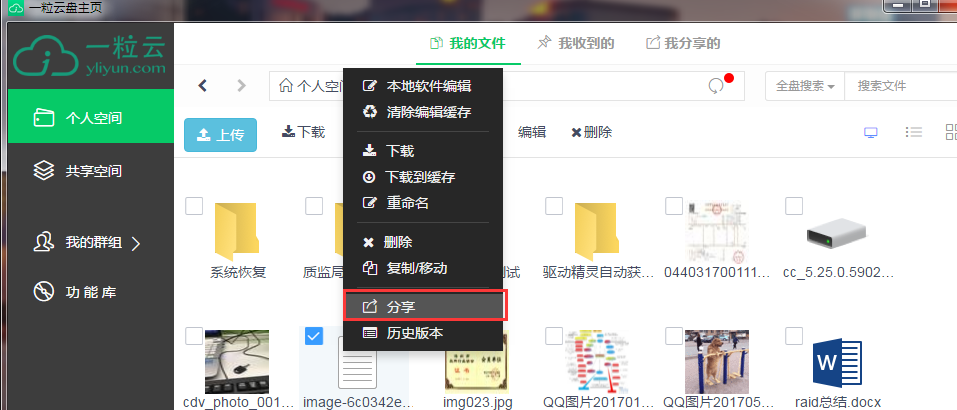 一粒云盘主页
一粒云
yliyun.com
我的文件
我收到的
我分享的
个人空间
全盘搜索
搜索文件
上传
下载
编辑
删除
个人空间
共享空间
我的群组
功能库
本地软件编辑
清除编辑缓存
下载
下载到缓存
重命名
删除
复制/移动
分享
历史版本
系统恢复
质监局
测试
驱动精灵自动获...
044031700111...
cc_5.25.0.5902...
cdv_photo_001...
image-6c0342e...
img023.jpg
QQ图片201701...
QQ图片201705...
raid总结.docx